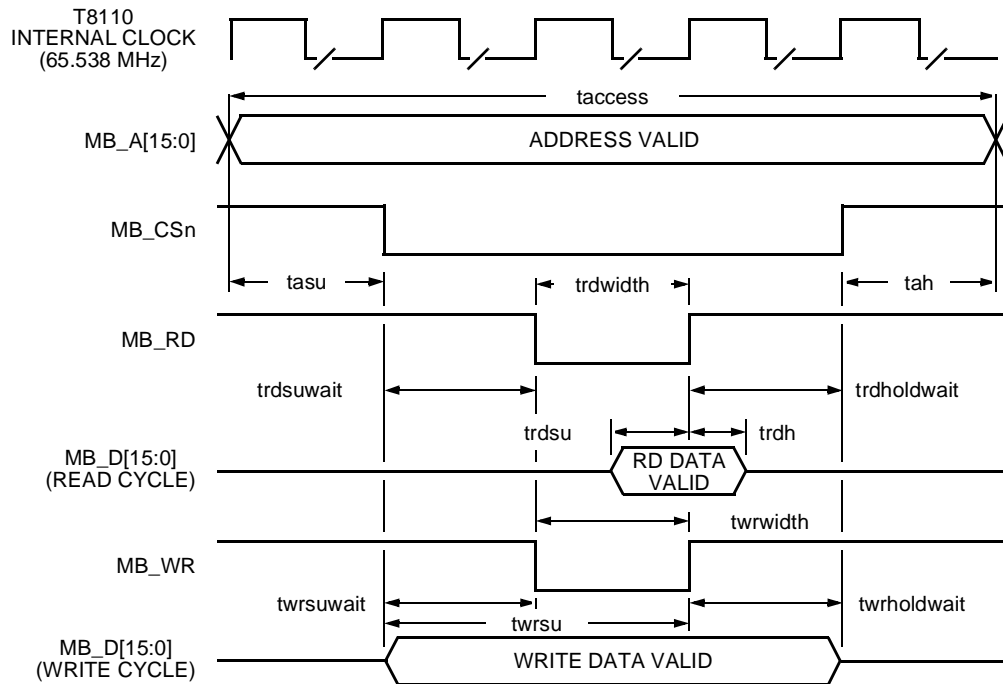 T8110
INTERNAL CLOCK
(65.538 MHz)
taccess
MB_A[15:0]
ADDRESS VALID
MB_CSn
tasu
trdwidth
tah
MB_RD
trdsuwait
trdholdwait
trdsu
trdh
MB_D[15:0]
(READ CYCLE)
RD DATA
VALID
twrwidth
MB_WR
twrsuwait
twrholdwait
twrsu
MB_D[15:0]
(WRITE CYCLE)
WRITE DATA VALID